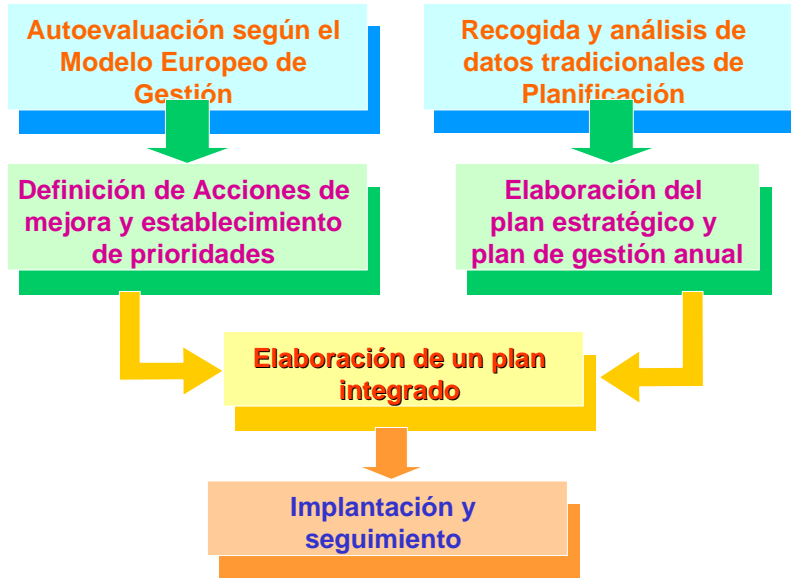 Autoevaluación según el
Modelo Europeo de
Gestión
Recogida y análisis de
datos tradicionales de
Planificación
Definición de Acciones de
mejora y establecimiento
de prioridades
Elaboración del
plan estratégico y
plan de gestión anual
Elaboración de un plan
integrado
Implantación y
seguimiento